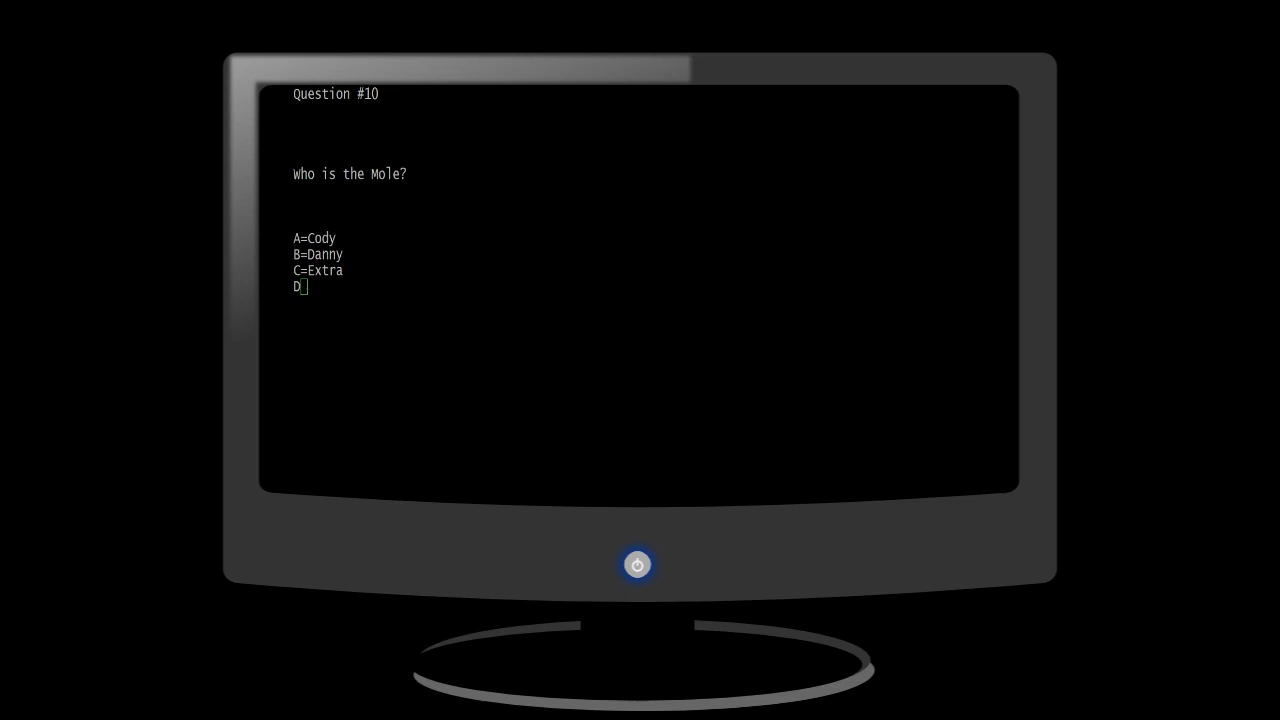 Question #10
Who is the Mole?
A=Cody
B=Danny
C=Extra
D